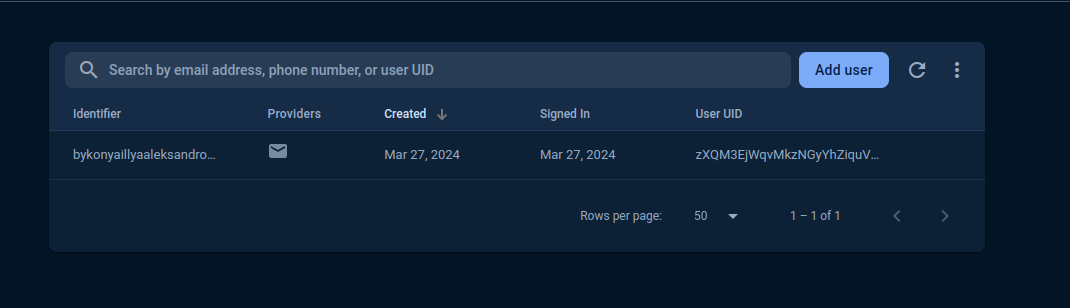 Search by email address, phone number, or user UID
Add user
Identifier Providers Created Signed In User UID
bykonyaillyaaleksandro... Mar 27, 2024 Mar 27, 2024 zXQM3EjWqvMkzNGyYhZiquV...
Rows per page: 50 1 – 1 of 1